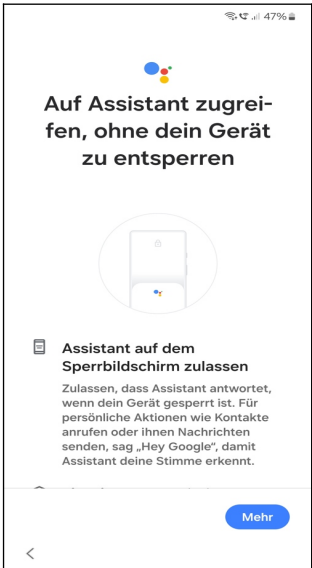 47%
Auf Assistant zugrei-
fen, ohne dein Gerät
zu entsperren
Assistant auf dem
Sperrbildschirm zulassen
Zulassen, dass Assistant antwortet,
wenn dein Gerät gesperrt ist. Für
persönliche Aktionen wie Kontakte
anrufen oder ihnen Nachrichten
senden, sag „Hey Google“, damit
Assistant deine Stimme erkennt.
Mehr